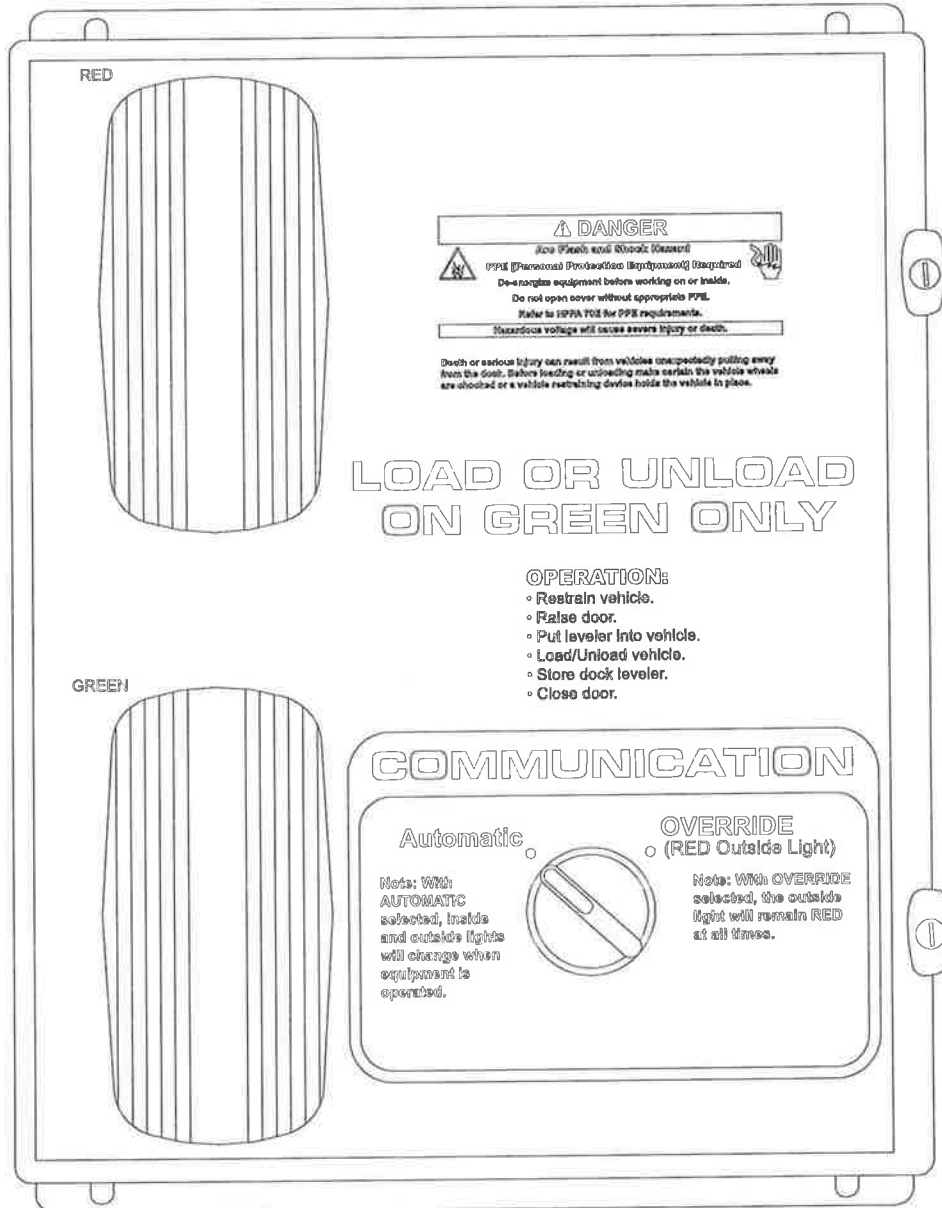 RED
⚠ DANGER
Arc Flash and Shock Hazard
PPE [Personal Protection Equipment] Required
De-energize equipment before working on or inside.
Do not open cover without appropriate PPE.
Refer to NFPA 70E for PPE requirements.
Hazardous voltage will cause severe injury or death.
Death or serious injury can result from vehicles unexpectedly pulling away
from the dock. Before loading or unloading make certain the vehicle wheels
are chocked or a vehicle restraining device holds the vehicle in place.
LOAD OR UNLOAD
ON GREEN ONLY
OPERATION:
◦ Restrain vehicle.
◦ Raise door.
◦ Put leveler into vehicle.
◦ Load/Unload vehicle.
◦ Store dock leveler.
◦ Close door.
GREEN
COMMUNICATION
Automatic
Note: With
AUTOMATIC
selected, inside
and outside lights
will change when
equipment is
operated.
OVERRIDE
(RED Outside Light)
Note: With OVERRIDE
selected, the outside
light will remain RED
at all times.